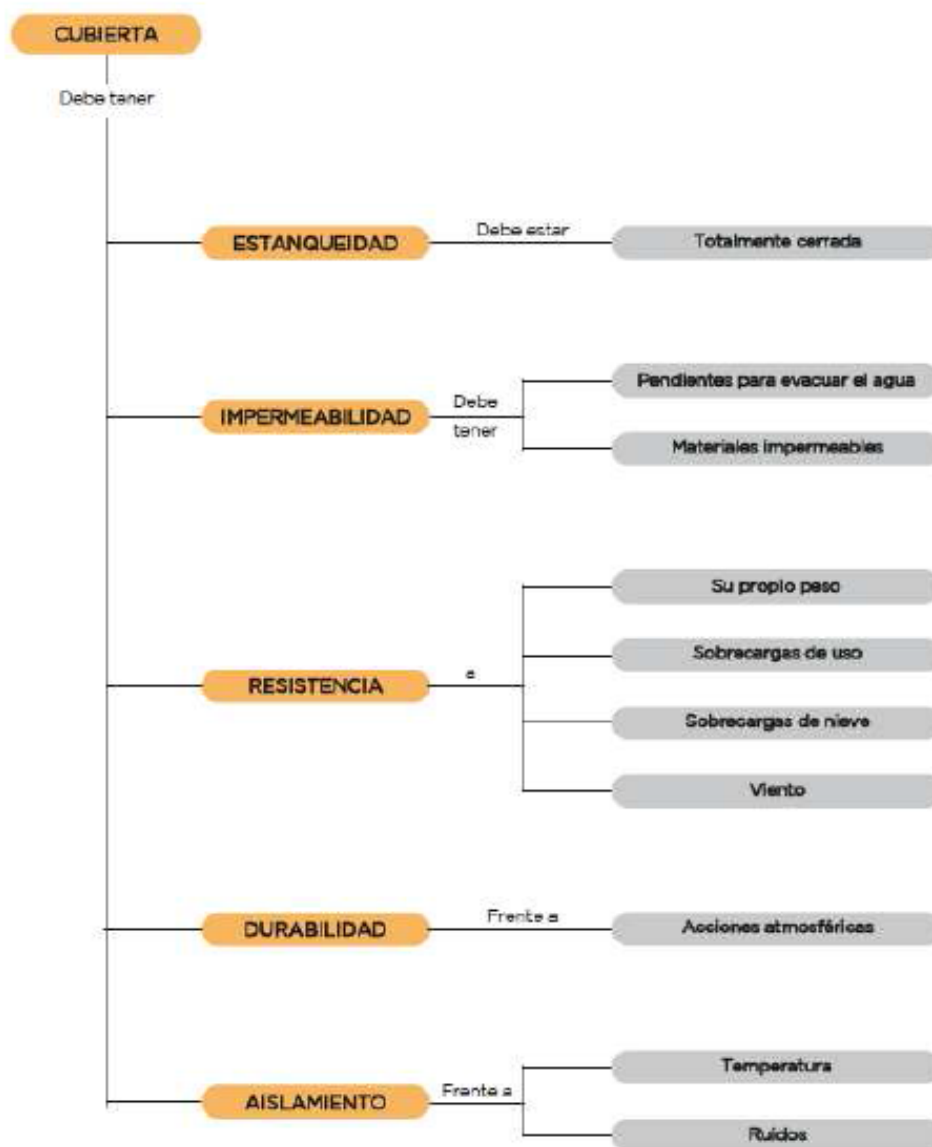 CUBIERTA
Debe tener
ESTANQUEIDAD
Debe estar
Totalmente cerrada
IMPERMEABILIDAD
Debe
tener
Pendientes para evacuar el agua
Materiales impermeables
RESISTENCIA
a
Su propio peso
Sobrecargas de uso
Sobrecargas de nieve
Viento
DURABILIDAD
Frente a
Acciones atmosféricas
AISLAMIENTO
Frente a
Temperatura
Ruidos